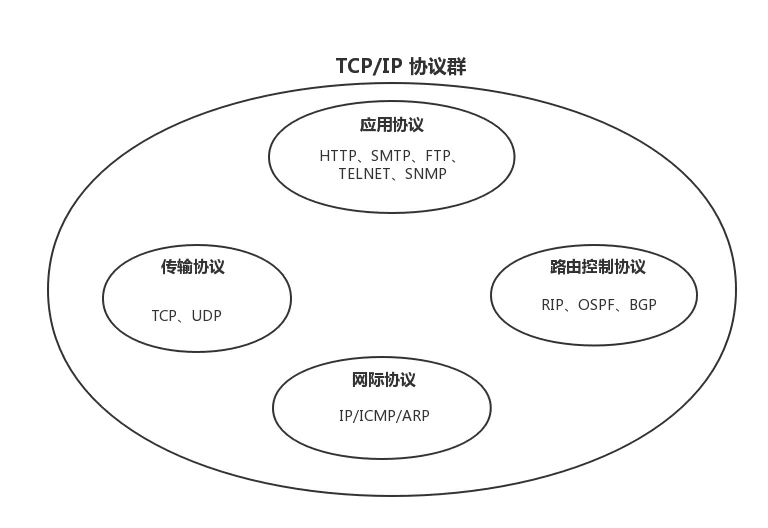 TCP/IP 协议群
应用协议
HTTP、SMTP、FTP、
TELNET、SNMP
传输协议
TCP、UDP
路由控制协议
RIP、OSPF、BGP
网际协议
IP/ICMP/ARP